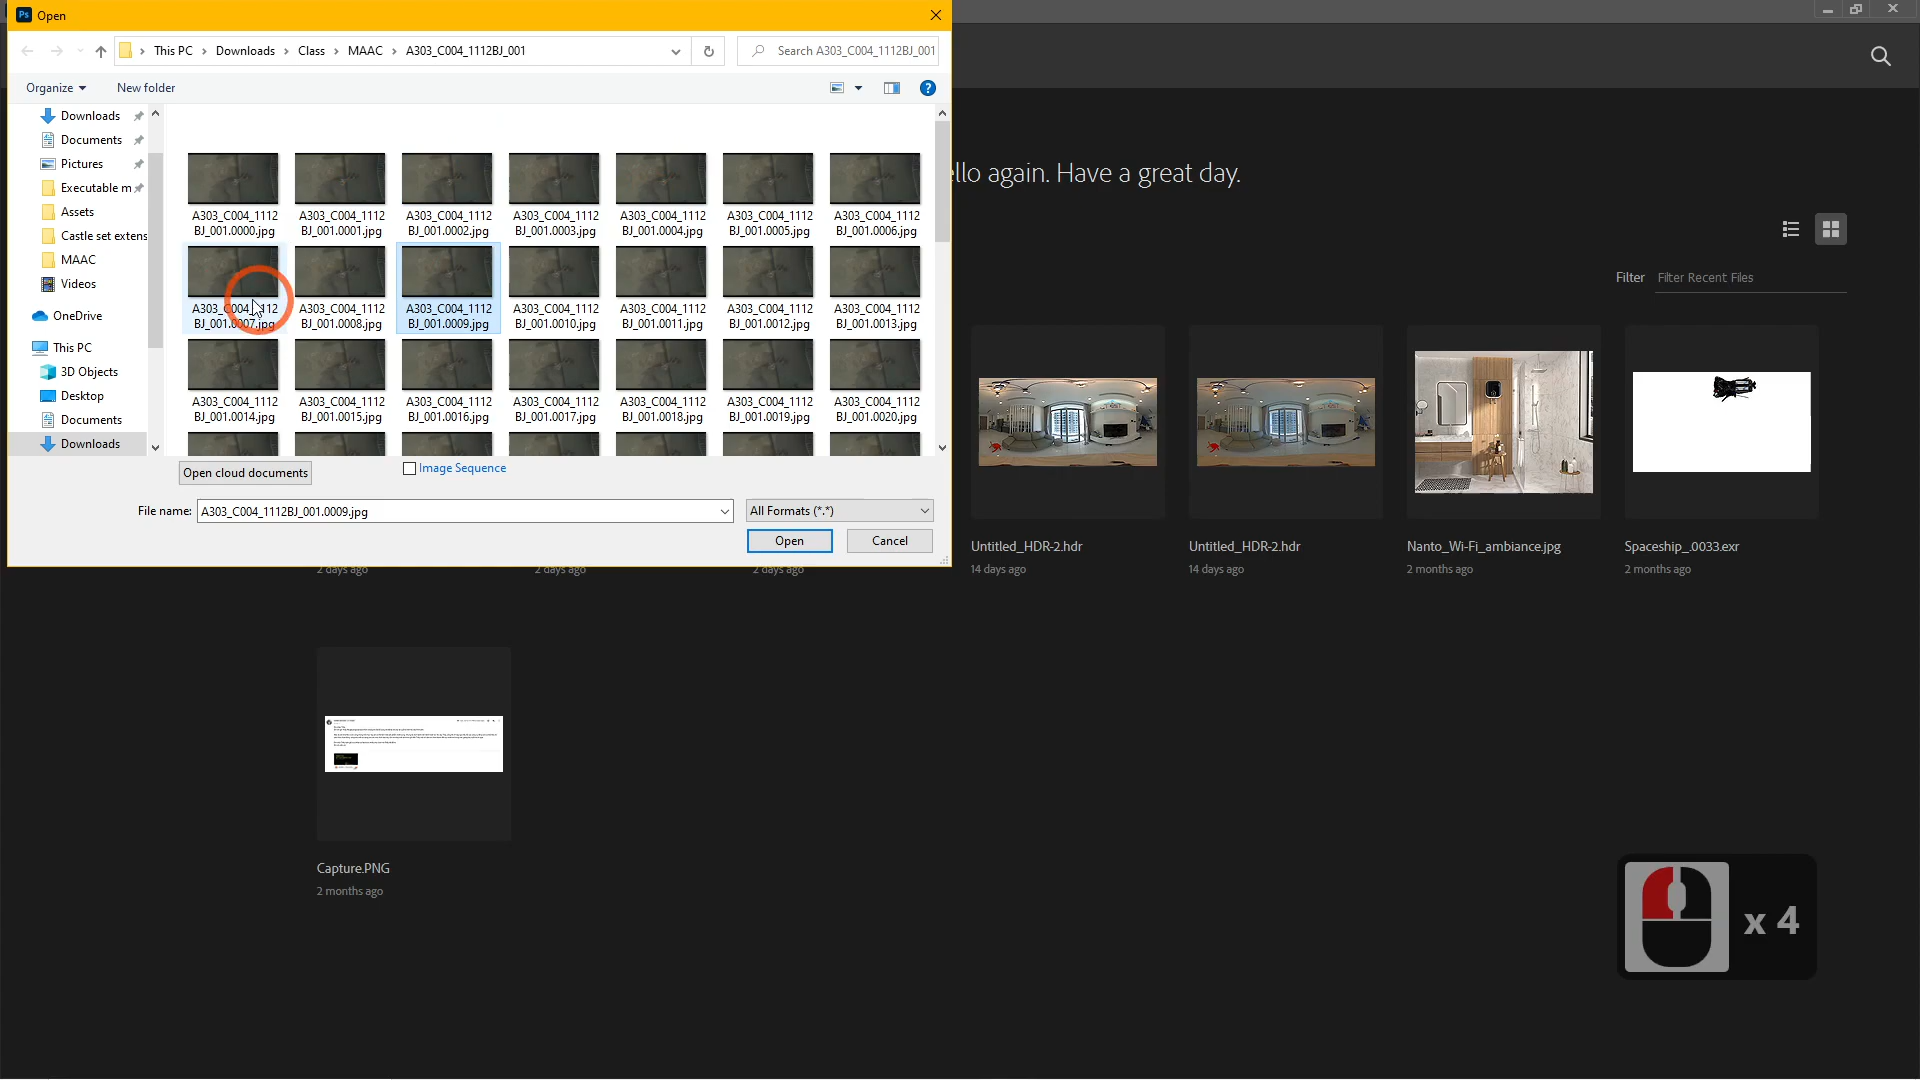 Ps Open
This PC > Downloads > Class > MAAC > A303_C004_1112BJ_001
Search A303_C004_1112BJ_001
Organize
New folder
?
Downloads
Documents
Pictures
Executable m
Assets
Castle set extens
MAAC
Videos
OneDrive
This PC
3D Objects
Desktop
Documents
Downloads
A303_C004_1112
BJ_001.0000.jpg
A303_C004_1112
BJ_001.0001.jpg
A303_C004_1112
BJ_001.0002.jpg
A303_C004_1112
BJ_001.0003.jpg
A303_C004_1112
BJ_001.0004.jpg
A303_C004_1112
BJ_001.0005.jpg
A303_C004_1112
BJ_001.0006.jpg
A303_C004_1112
BJ_001.0007.jpg
A303_C004_1112
BJ_001.0008.jpg
A303_C004_1112
BJ_001.0009.jpg
A303_C004_1112
BJ_001.0010.jpg
A303_C004_1112
BJ_001.0011.jpg
A303_C004_1112
BJ_001.0012.jpg
A303_C004_1112
BJ_001.0013.jpg
A303_C004_1112
BJ_001.0014.jpg
A303_C004_1112
BJ_001.0015.jpg
A303_C004_1112
BJ_001.0016.jpg
A303_C004_1112
BJ_001.0017.jpg
A303_C004_1112
BJ_001.0018.jpg
A303_C004_1112
BJ_001.0019.jpg
A303_C004_1112
BJ_001.0020.jpg
Open cloud documents
Image Sequence
File name:
A303_C004_1112BJ_001.0009.jpg
All Formats (*.*)
Open
Cancel
llo again. Have a great day.
Filter
Filter Recent Files
2 days ago
2 days ago
2 days ago
Untitled_HDR-2.hdr
14 days ago
Untitled_HDR-2.hdr
14 days ago
Nanto_Wi-Fi_ambiance.jpg
2 months ago
Spaceship_.0033.exr
2 months ago
Capture.PNG
2 months ago
x 4